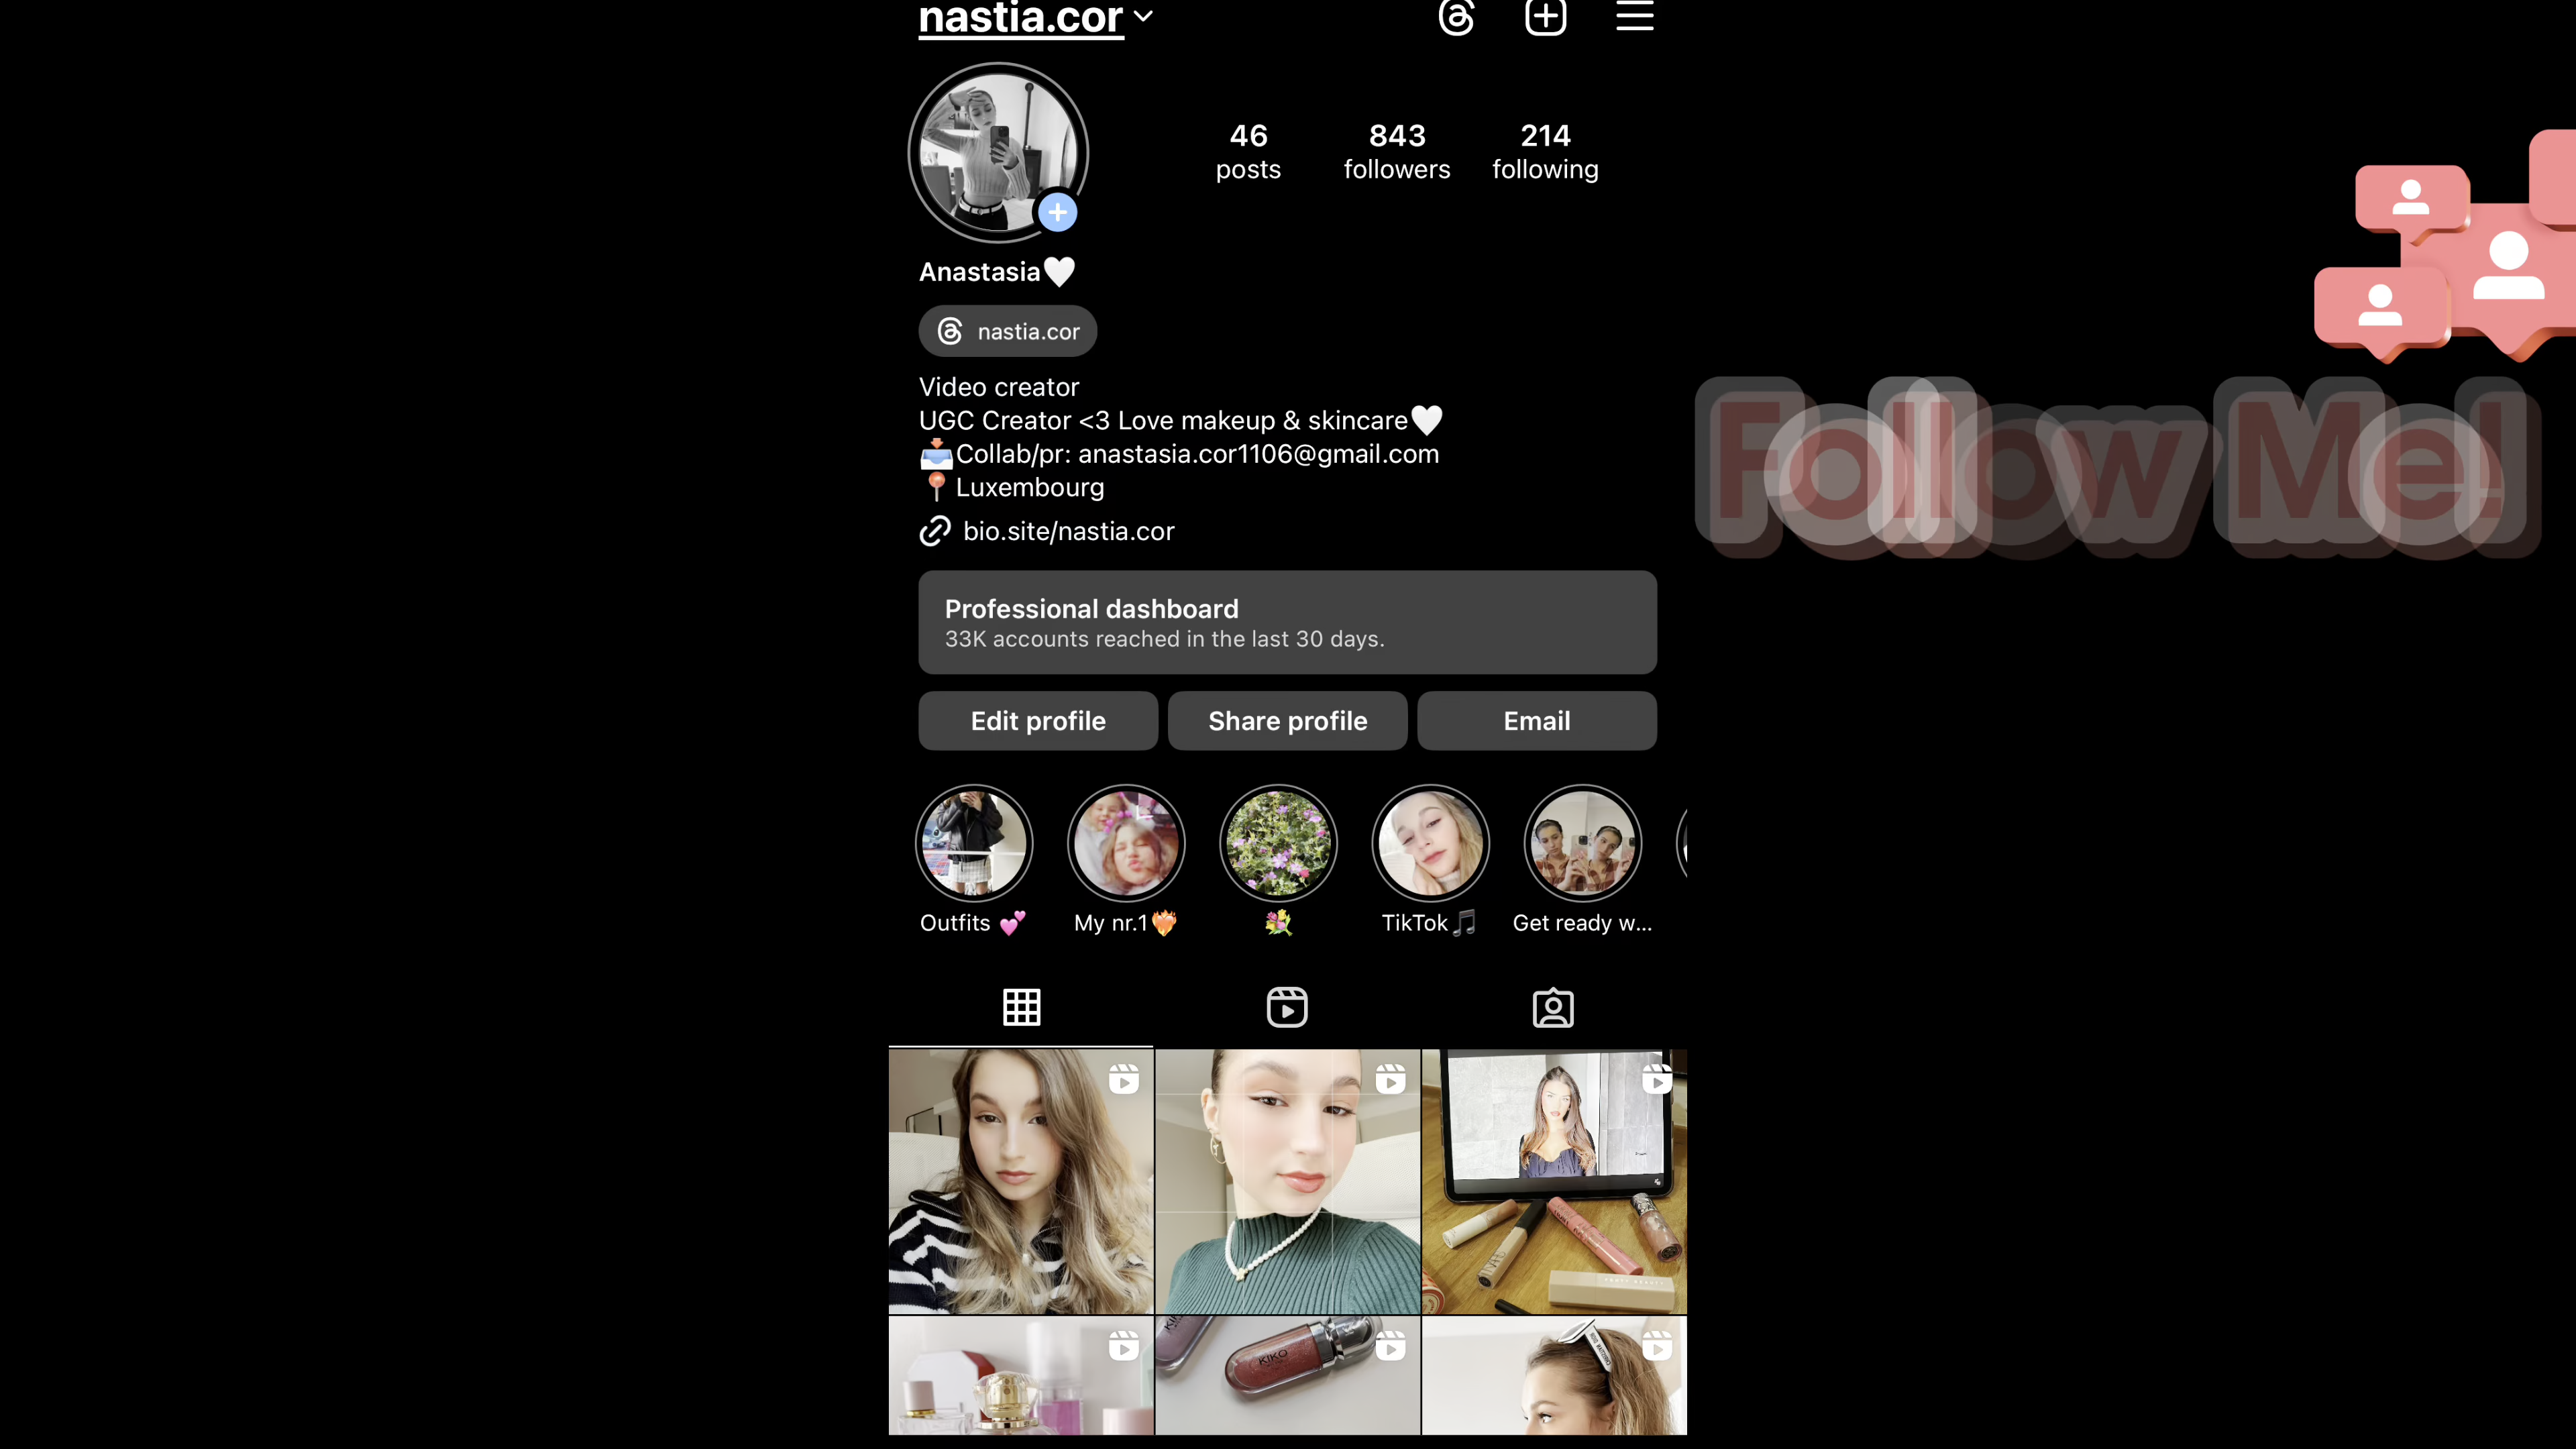 nastia.cor
46 843 214
posts followers following
Anastasia🤍
nastia.cor
Video creator
UGC Creator <3 Love makeup & skincare🤍
📥Collab/pr: anastasia.cor1106@gmail.com
📍Luxembourg
bio.site/nastia.cor
Follow Me!
Professional dashboard
33K accounts reached in the last 30 days.
Edit profile Share profile Email
Outfits 💕 My nr.1❤️‍🔥 💐 TikTok🎵 Get ready w...
KIKO